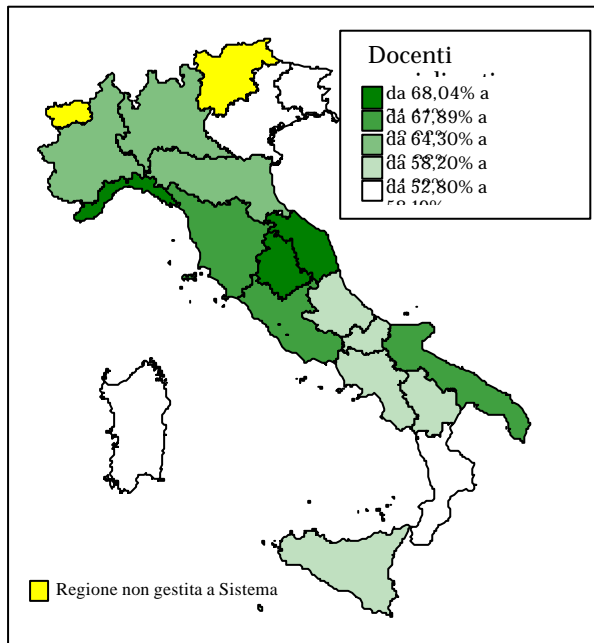 Docenti
da 68,04% a
da 67,89% a
da 64,30% a
da 58,20% a
da 52,80% a
Regione non gestita a Sistema